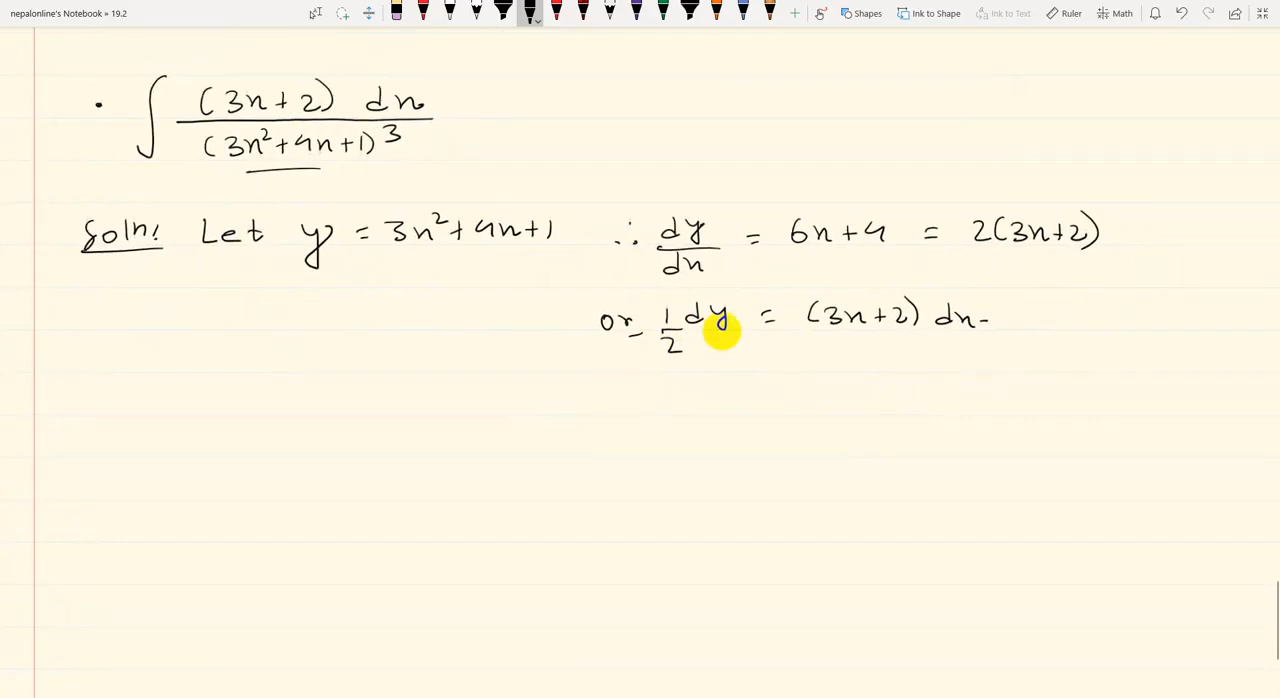 nepalonline's Notebook » 19.2
Shapes Ink to Shape Ink to Text Ruler Math
• ∫ (3x+2) dx / (3x²+4x+1)³
Soln: Let y = 3x²+4x+1 ∴ dy/dx = 6x+4 = 2(3x+2)
or 1/2 dy = (3x+2) dx